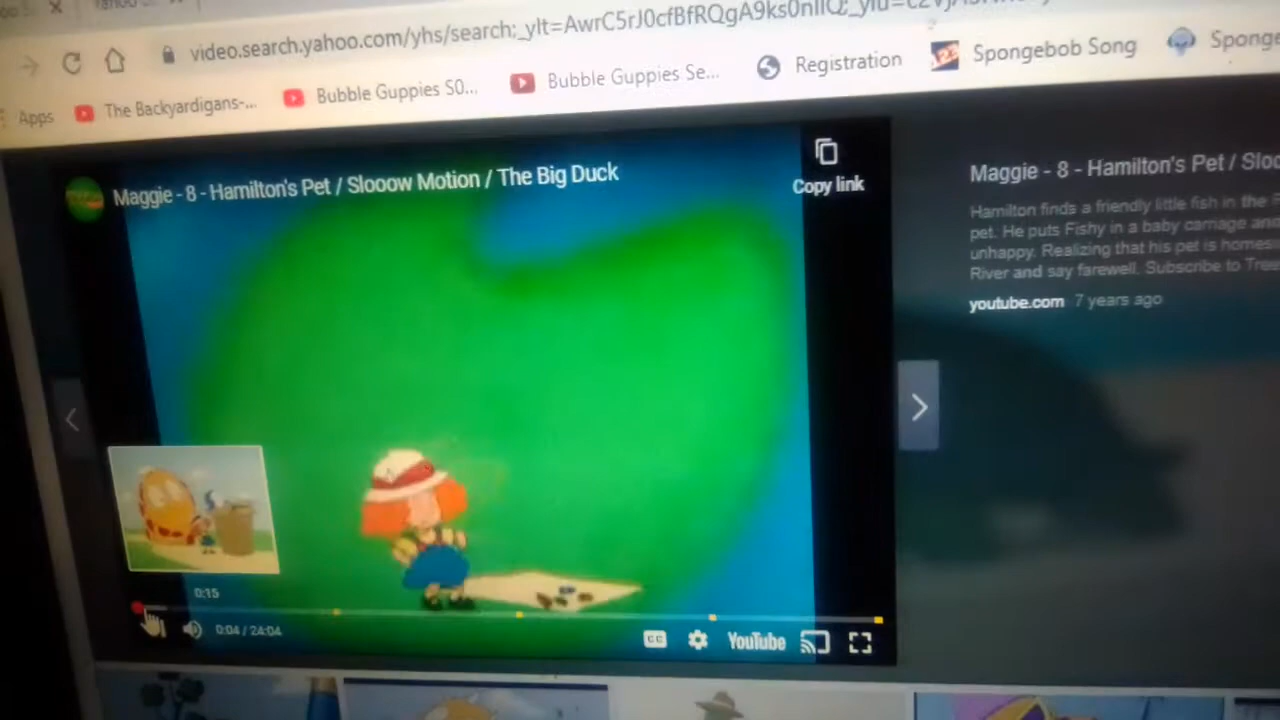 video.search.yahoo.com/yhs/search;_ylt=AwrC5rJ0cfBfRQgA9ks0nIIQ;_ylu=
Apps
The Backyardigans-...
Bubble Guppies S0...
Bubble Guppies Se...
Registration
Spongebob Song
Sponge
Maggie - 8 - Hamilton's Pet / Slooow Motion / The Big Duck
Copy link
Maggie - 8 - Hamilton's Pet / Sloo
Hamilton finds a friendly little fish in the
pet. He puts Fishy in a baby carriage and
unhappy. Realizing that his pet is homesi
River and say farewell. Subscribe to Tree
youtube.com 7 years ago
0:15
0:04 / 24:04
CC
YouTube